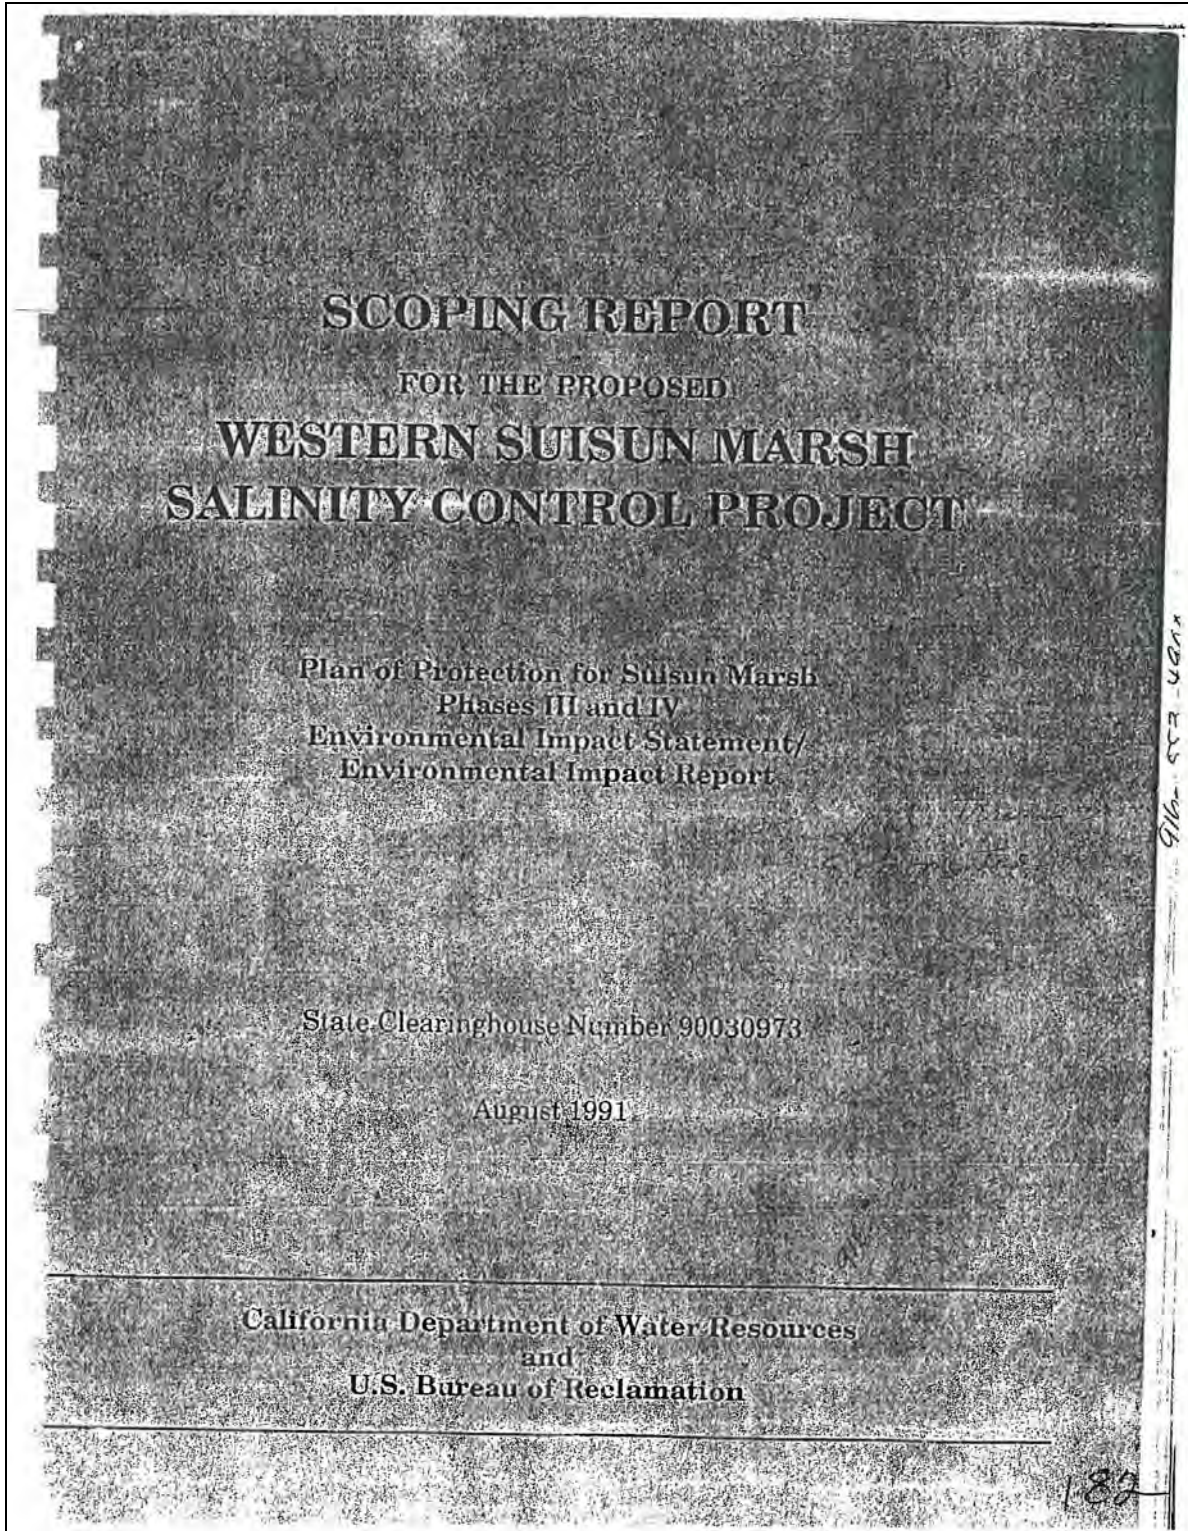 SCOPING REPORT
FOR THE PROPOSED
WESTERN SUISUN MARSH
SALINITY CONTROL PROJECT
Plan of Protection for Suisun Marsh
Phases III and IV
Environmental Impact Statement/
Environmental Impact Report
State Clearinghouse Number 90030973
August 1991
California Department of Water Resources
and
U.S. Bureau of Reclamation
182